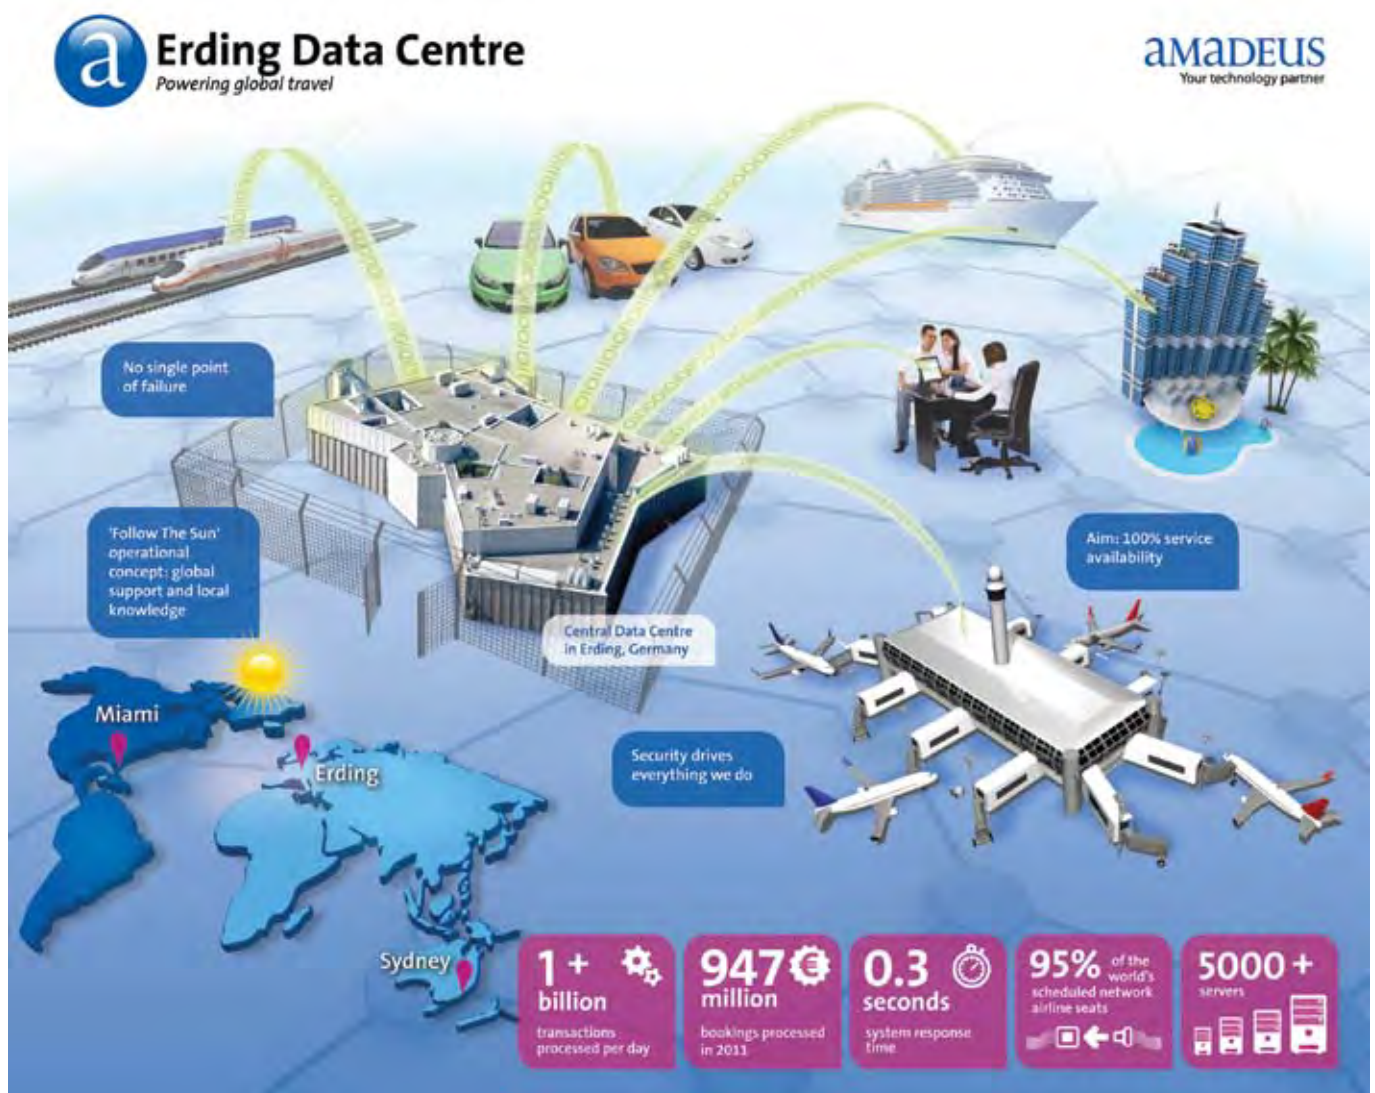 a
Erding Data Centre
Powering global travel
amadeus
Your technology partner
No single point
of failure
'Follow The Sun'
operational
concept: global
support and local
knowledge
Aim: 100% service
availability
Central Data Centre
in Erding, Germany
Security drives
everything we do
Miami
Erding
Sydney
1+
billion
transactions
processed per day
947
million
bookings processed
in 2011
0.3
seconds
system response
time
95% of the
world's
scheduled network
airline seats
5000+
servers